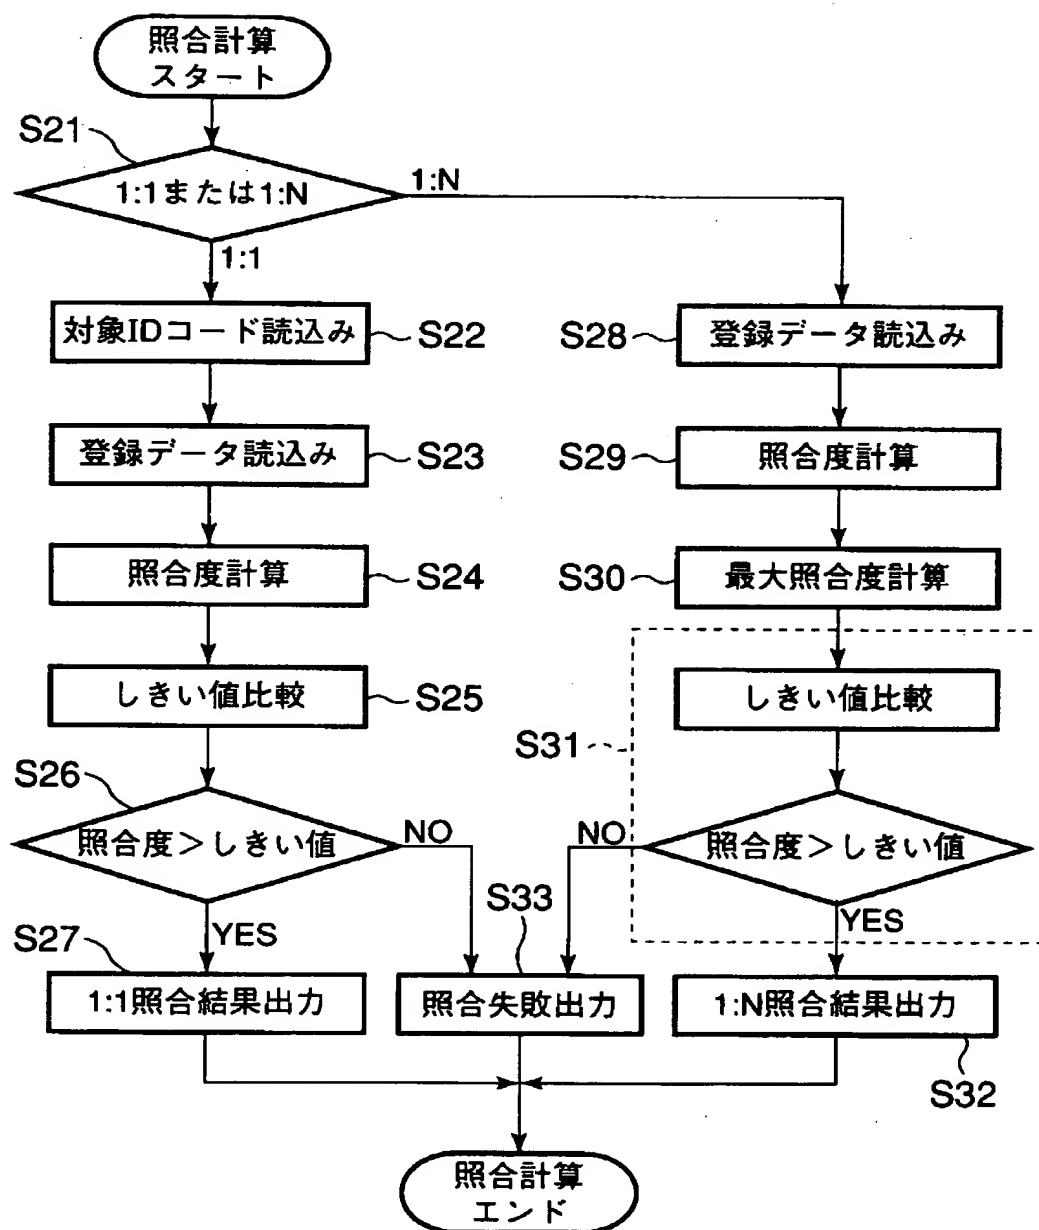 照合計算
スタート
S21
1:1または1:N
1:N
1:1
対象IDコード読込み
S22
登録データ読込み
S23
照合度計算
S24
しきい値比較
S25
S26
照合度＞しきい値
NO
YES
S27
1:1照合結果出力
S28
登録データ読込み
S29
照合度計算
S30
最大照合度計算
S31
しきい値比較
照合度＞しきい値
NO
YES
S33
照合失敗出力
1:N照合結果出力
S32
照合計算
エンド